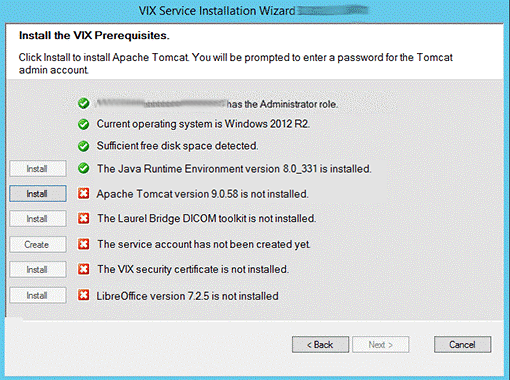 VIX Service Installation Wizard
Install the VIX Prerequisites.
Click Install to install Apache Tomcat. You will be prompted to enter a password for the Tomcat
admin account.
has the Administrator role.
Current operating system is Windows 2012 R2.
Sufficient free disk space detected.
Install The Java Runtime Environment version 8.0_331 is installed.
Install Apache Tomcat version 9.0.58 is not installed.
Install The Laurel Bridge DICOM toolkit is not installed.
Create The service account has not been created yet.
Install The VIX security certificate is not installed.
Install LibreOffice version 7.2.5 is not installed
< Back Next > Cancel